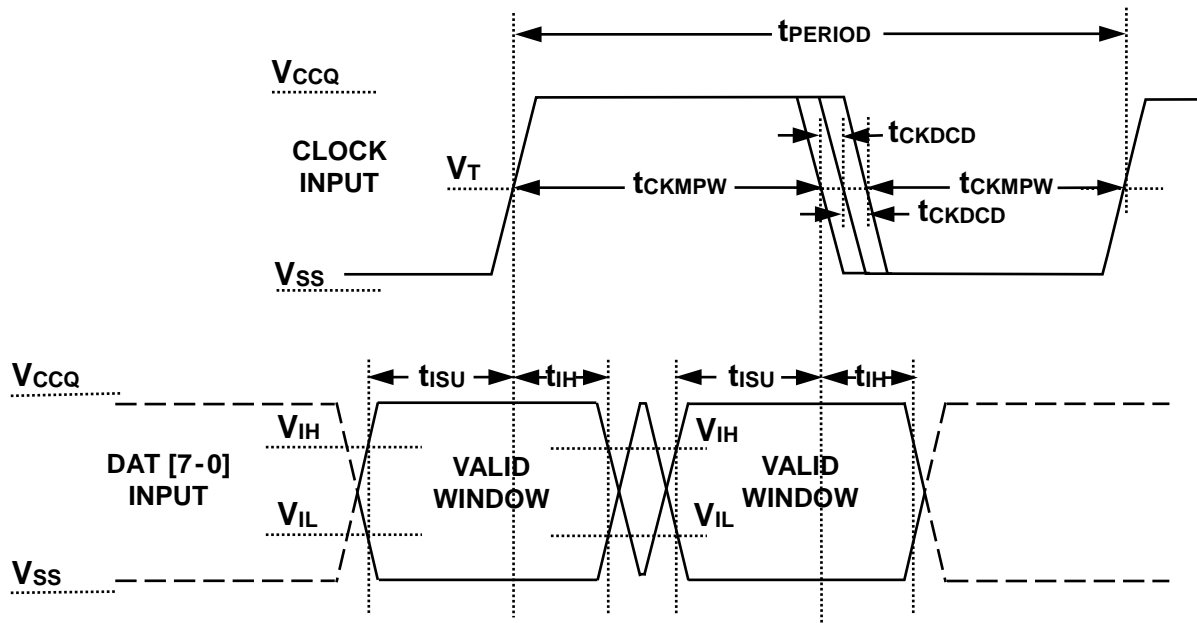 tPERIOD
VCCQ
tCKDCD
CLOCK
INPUT
VT
tCKMPW
tCKMPW
tCKDCD
VSS
VCCQ
tISU
tIH
tISU
tIH
VIH
VIH
DAT [7-0]
INPUT
VALID
WINDOW
VALID
WINDOW
VIL
VIL
VSS